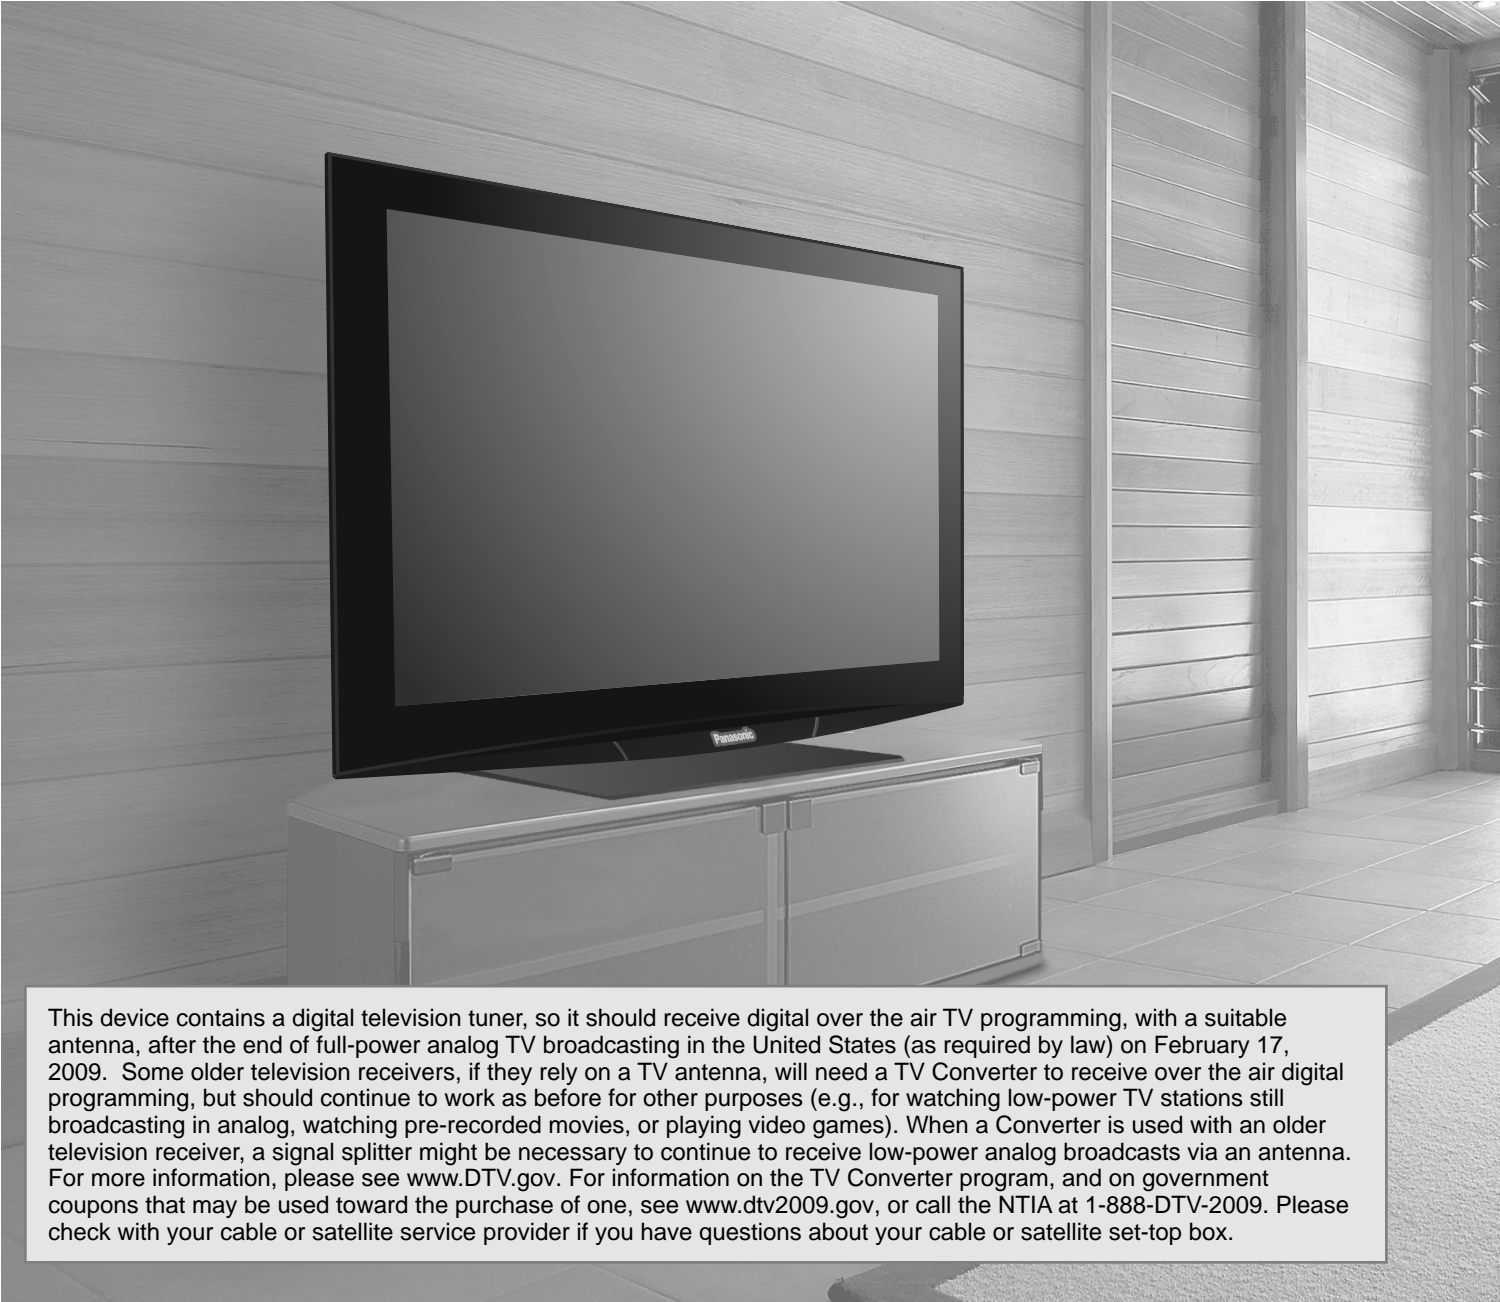 Panasonic
This device contains a digital television tuner, so it should receive digital over the air TV programming, with a suitable
antenna, after the end of full-power analog TV broadcasting in the United States (as required by law) on February 17,
2009.  Some older television receivers, if they rely on a TV antenna, will need a TV Converter to receive over the air digital
programming, but should continue to work as before for other purposes (e.g., for watching low-power TV stations still
broadcasting in analog, watching pre-recorded movies, or playing video games). When a Converter is used with an older
television receiver, a signal splitter might be necessary to continue to receive low-power analog broadcasts via an antenna.
For more information, please see www.DTV.gov. For information on the TV Converter program, and on government
coupons that may be used toward the purchase of one, see www.dtv2009.gov, or call the NTIA at 1-888-DTV-2009. Please
check with your cable or satellite service provider if you have questions about your cable or satellite set-top box.